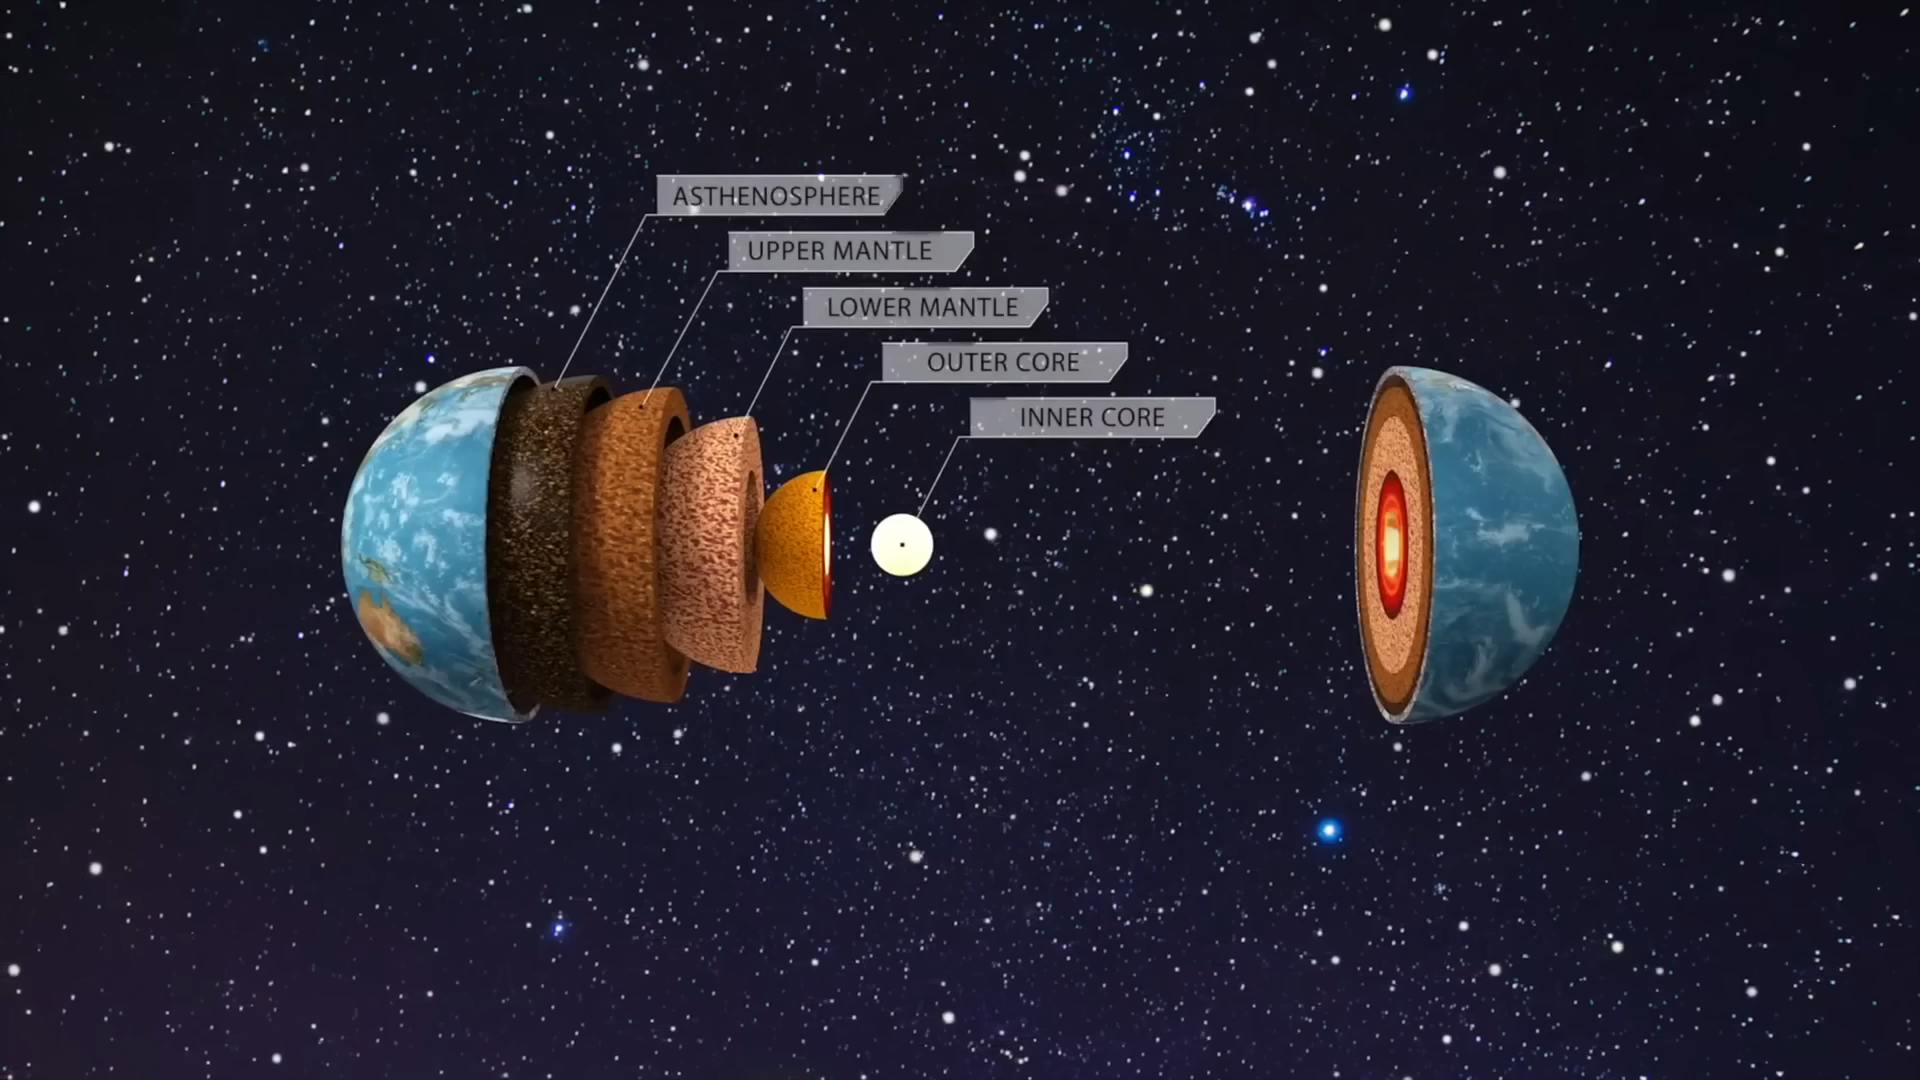 ASTHENOSPHERE
UPPER MANTLE
LOWER MANTLE
OUTER CORE
INNER CORE